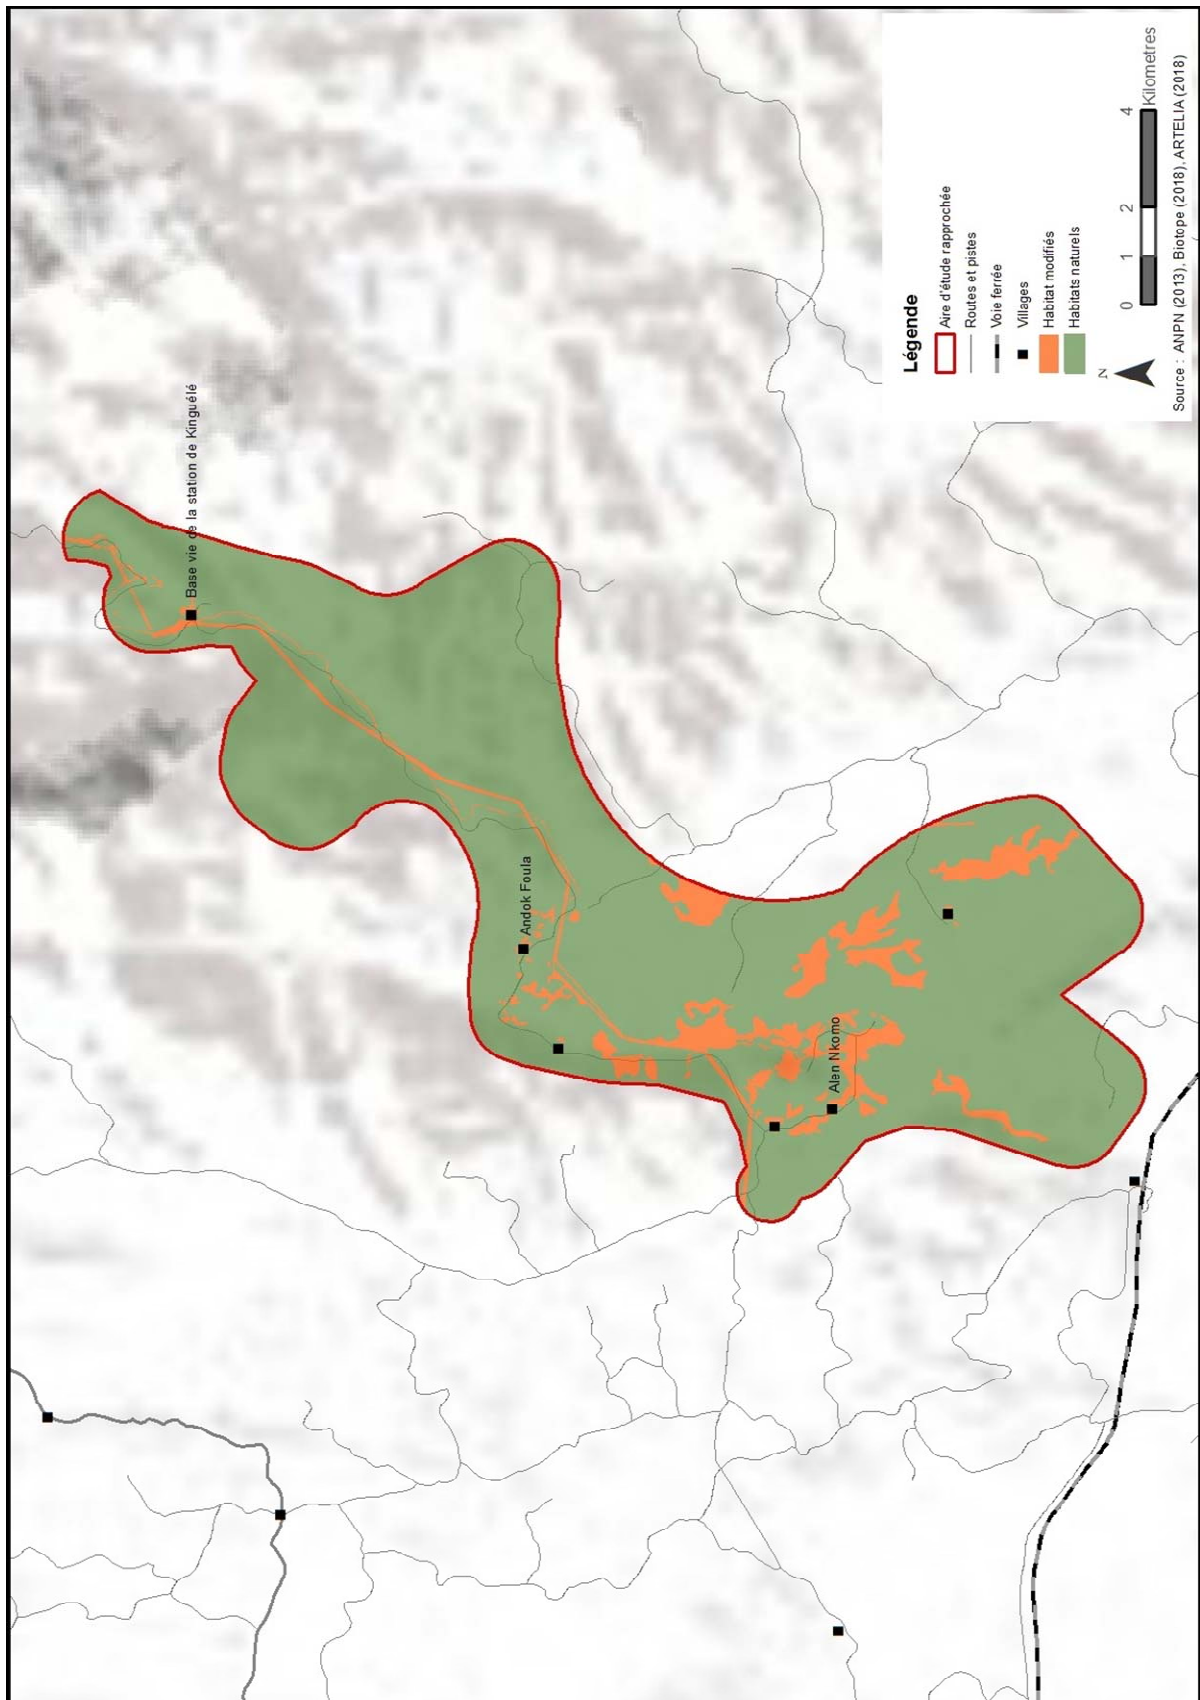 Base vie de la station de Kinguélé
Andok Foula
Alen Nkomo
Légende
Aire d'étude rapprochée
Routes et pistes
Voie ferrée
Villages
Habitat modifiés
Habitats naturels
N
0 1 2 4
Kilometres
Source : ANPN (2013), Biotope (2018), ARTELIA (2018)